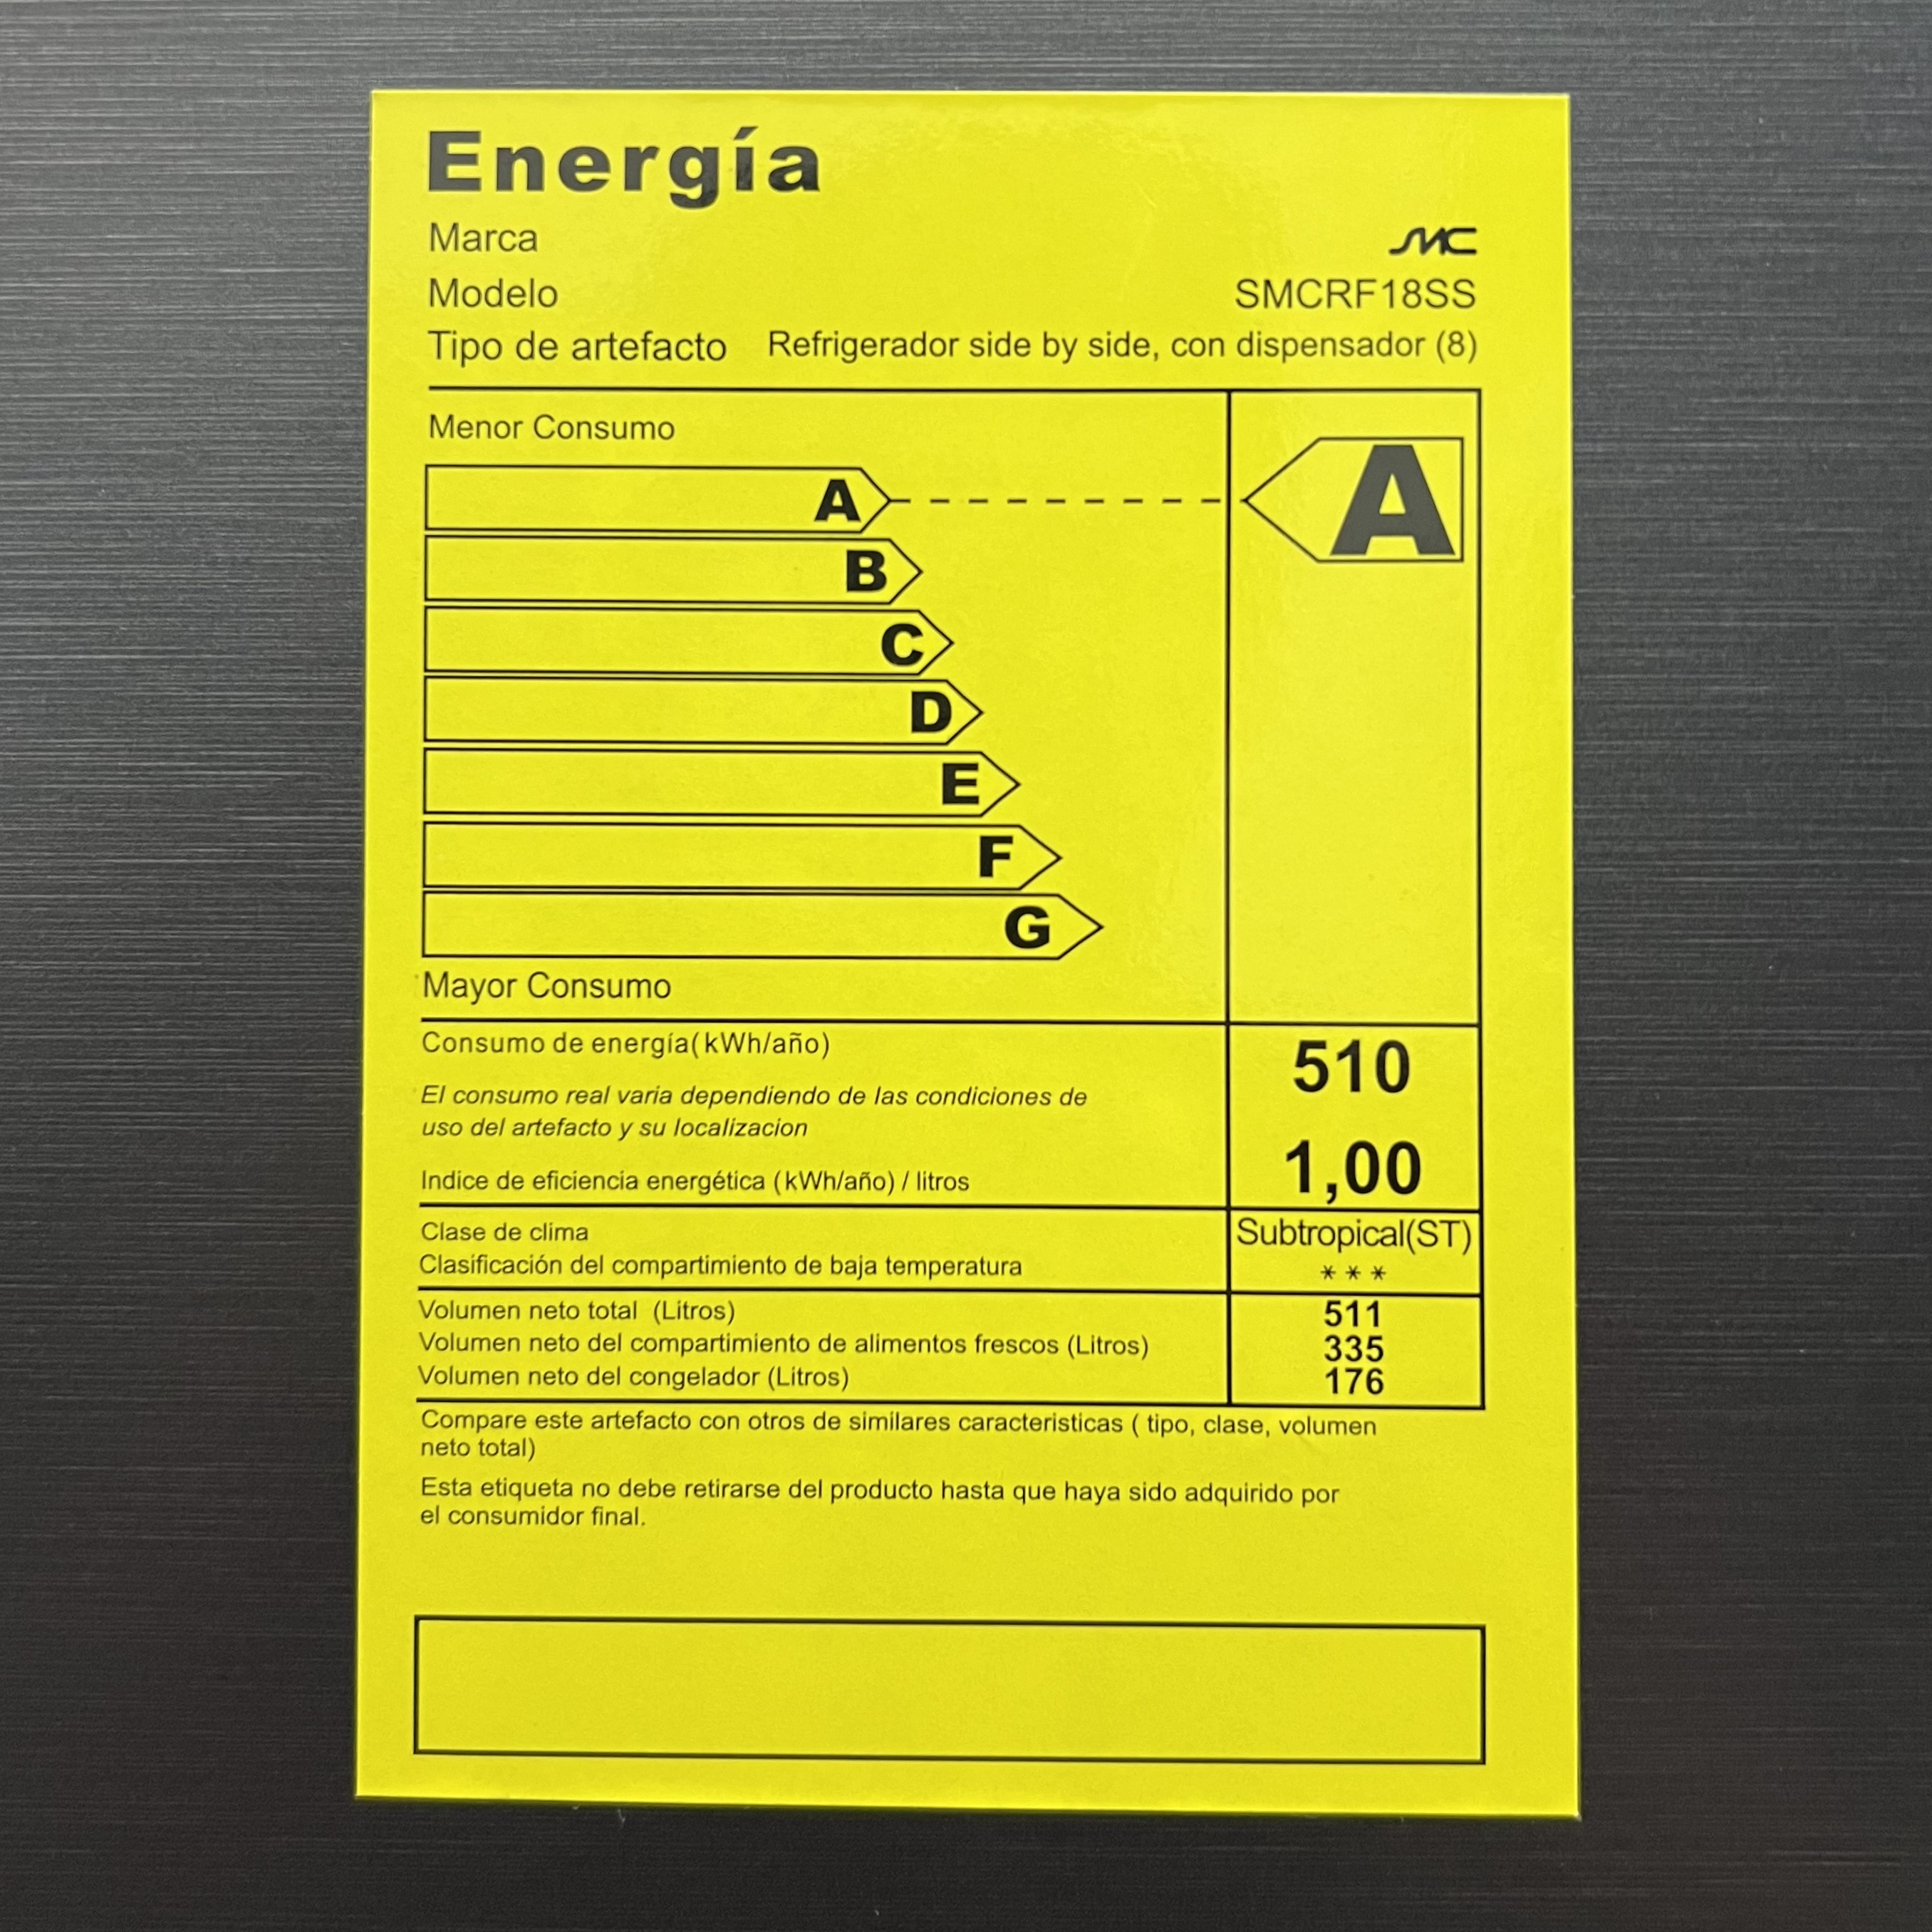 Energía
Marca SMC
Modelo SMCRF18SS
Tipo de artefacto Refrigerador side by side, con dispensador (8)
Menor Consumo
A A
B
C
D
E
F
G
Mayor Consumo
Consumo de energía(kWh/año) 510
El consumo real varia dependiendo de las condiciones de
uso del artefacto y su localizacion
Indice de eficiencia energética (kWh/año) / litros 1,00
Clase de clima Subtropical(ST)
Clasificación del compartimiento de baja temperatura ***
Volumen neto total (Litros) 511
Volumen neto del compartimiento de alimentos frescos (Litros) 335
Volumen neto del congelador (Litros) 176
Compare este artefacto con otros de similares caracteristicas ( tipo, clase, volumen
neto total)
Esta etiqueta no debe retirarse del producto hasta que haya sido adquirido por
el consumidor final.